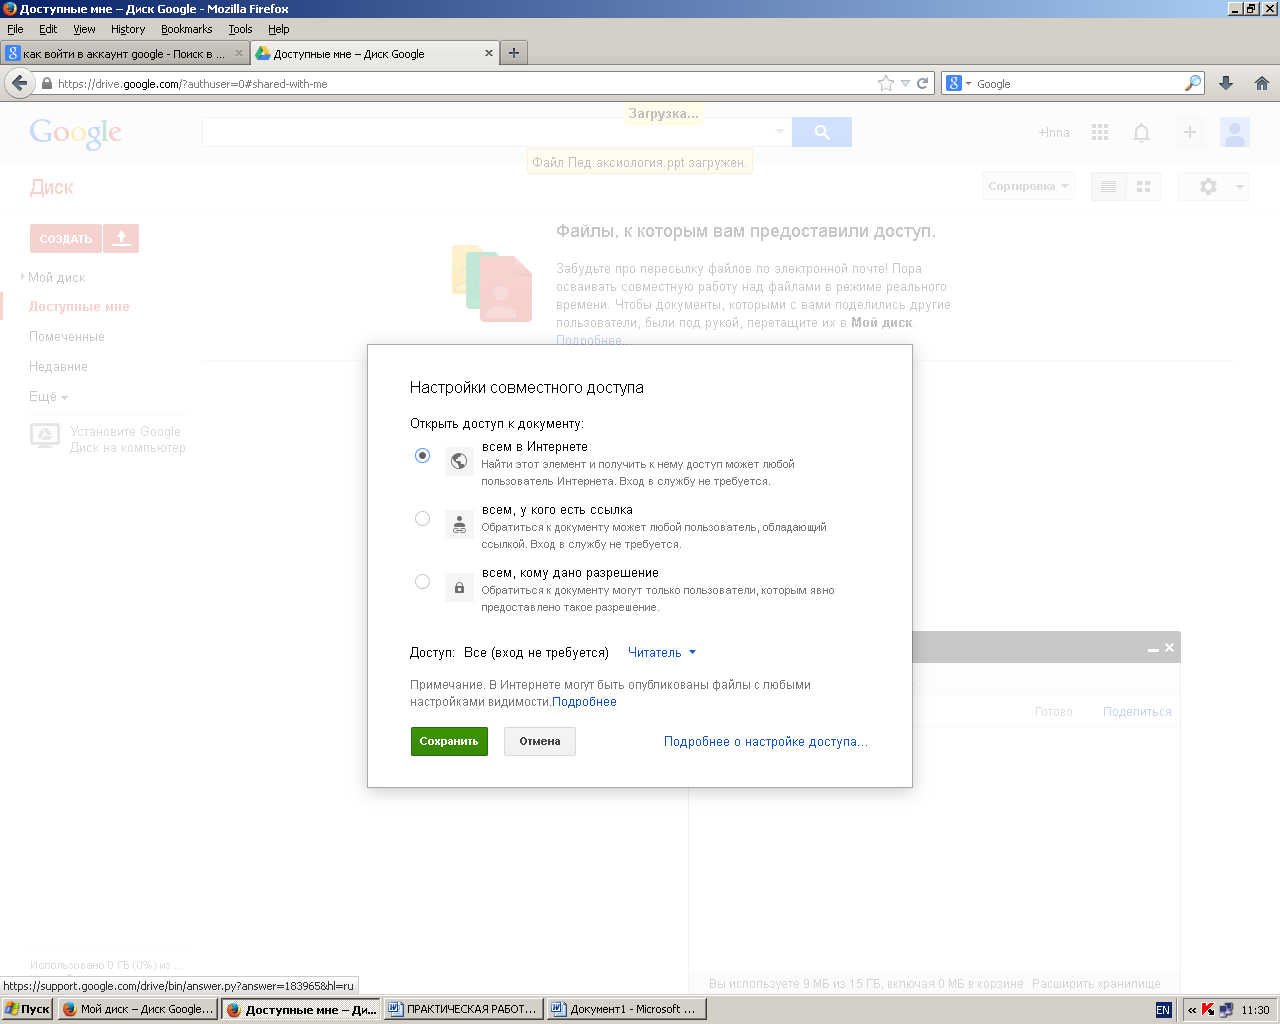 Доступные мне – Диск Google - Mozilla Firefox
File Edit View History Bookmarks Tools Help
как войти в аккаунт google - Поиск в ...
Доступные мне – Диск Google
https://drive.google.com/?authuser=0#shared-with-me
Google
Загрузка...
Google
+Inna
Файл Пед.аксиология.ppt загружен.
Диск
Сортировка
СОЗДАТЬ
Файлы, к которым вам предоставили доступ.
Мой диск
Забудьте про пересылку файлов по электронной почте! Пора
осваивать совместную работу над файлами в режиме реального
времени. Чтобы документы, которыми с вами поделились другие
пользователи, были под рукой, перетащите их в Мой диск.
Подробнее...
Доступные мне
Помеченные
Недавние
Ещё
Установите Google
Диск на компьютер
Настройки совместного доступа
Открыть доступ к документу:
всем в Интернете
Найти этот элемент и получить к нему доступ может любой
пользователь Интернета. Вход в службу не требуется.
всем, у кого есть ссылка
Обратиться к документу может любой пользователь, обладающий
ссылкой. Вход в службу не требуется.
всем, кому дано разрешение
Обратиться к документу могут только пользователи, которым явно
предоставлено такое разрешение.
Доступ: Все (вход не требуется) Читатель
Примечание. В Интернете могут быть опубликованы файлы с любыми
настройками видимости.Подробнее
Сохранить Отмена Подробнее о настройке доступа...
Готово Поделиться
Использовано 0 ГБ (0%) из ...
Вы используете 9 МБ из 15 ГБ, включая 0 МБ в корзине Расширить хранилище
https://support.google.com/drive/bin/answer.py?answer=183965&hl=ru
Пуск
Мой диск – Диск Google...
Доступные мне – Ди...
ПРАКТИЧЕСКАЯ РАБОТ...
Документ1 - Microsoft ...
EN
«
11:30